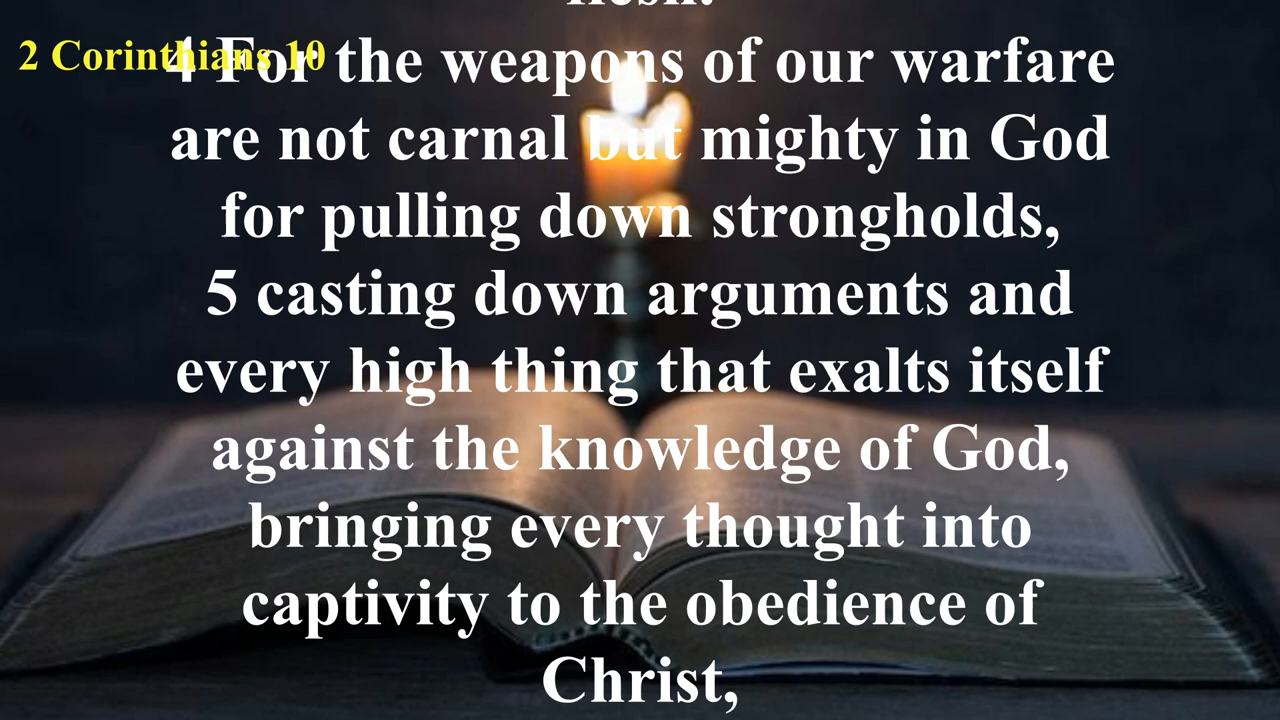 flesh.
2 Corinthians 10
4 For the weapons of our warfare
are not carnal but mighty in God
for pulling down strongholds,
5 casting down arguments and
every high thing that exalts itself
against the knowledge of God,
bringing every thought into
captivity to the obedience of
Christ,